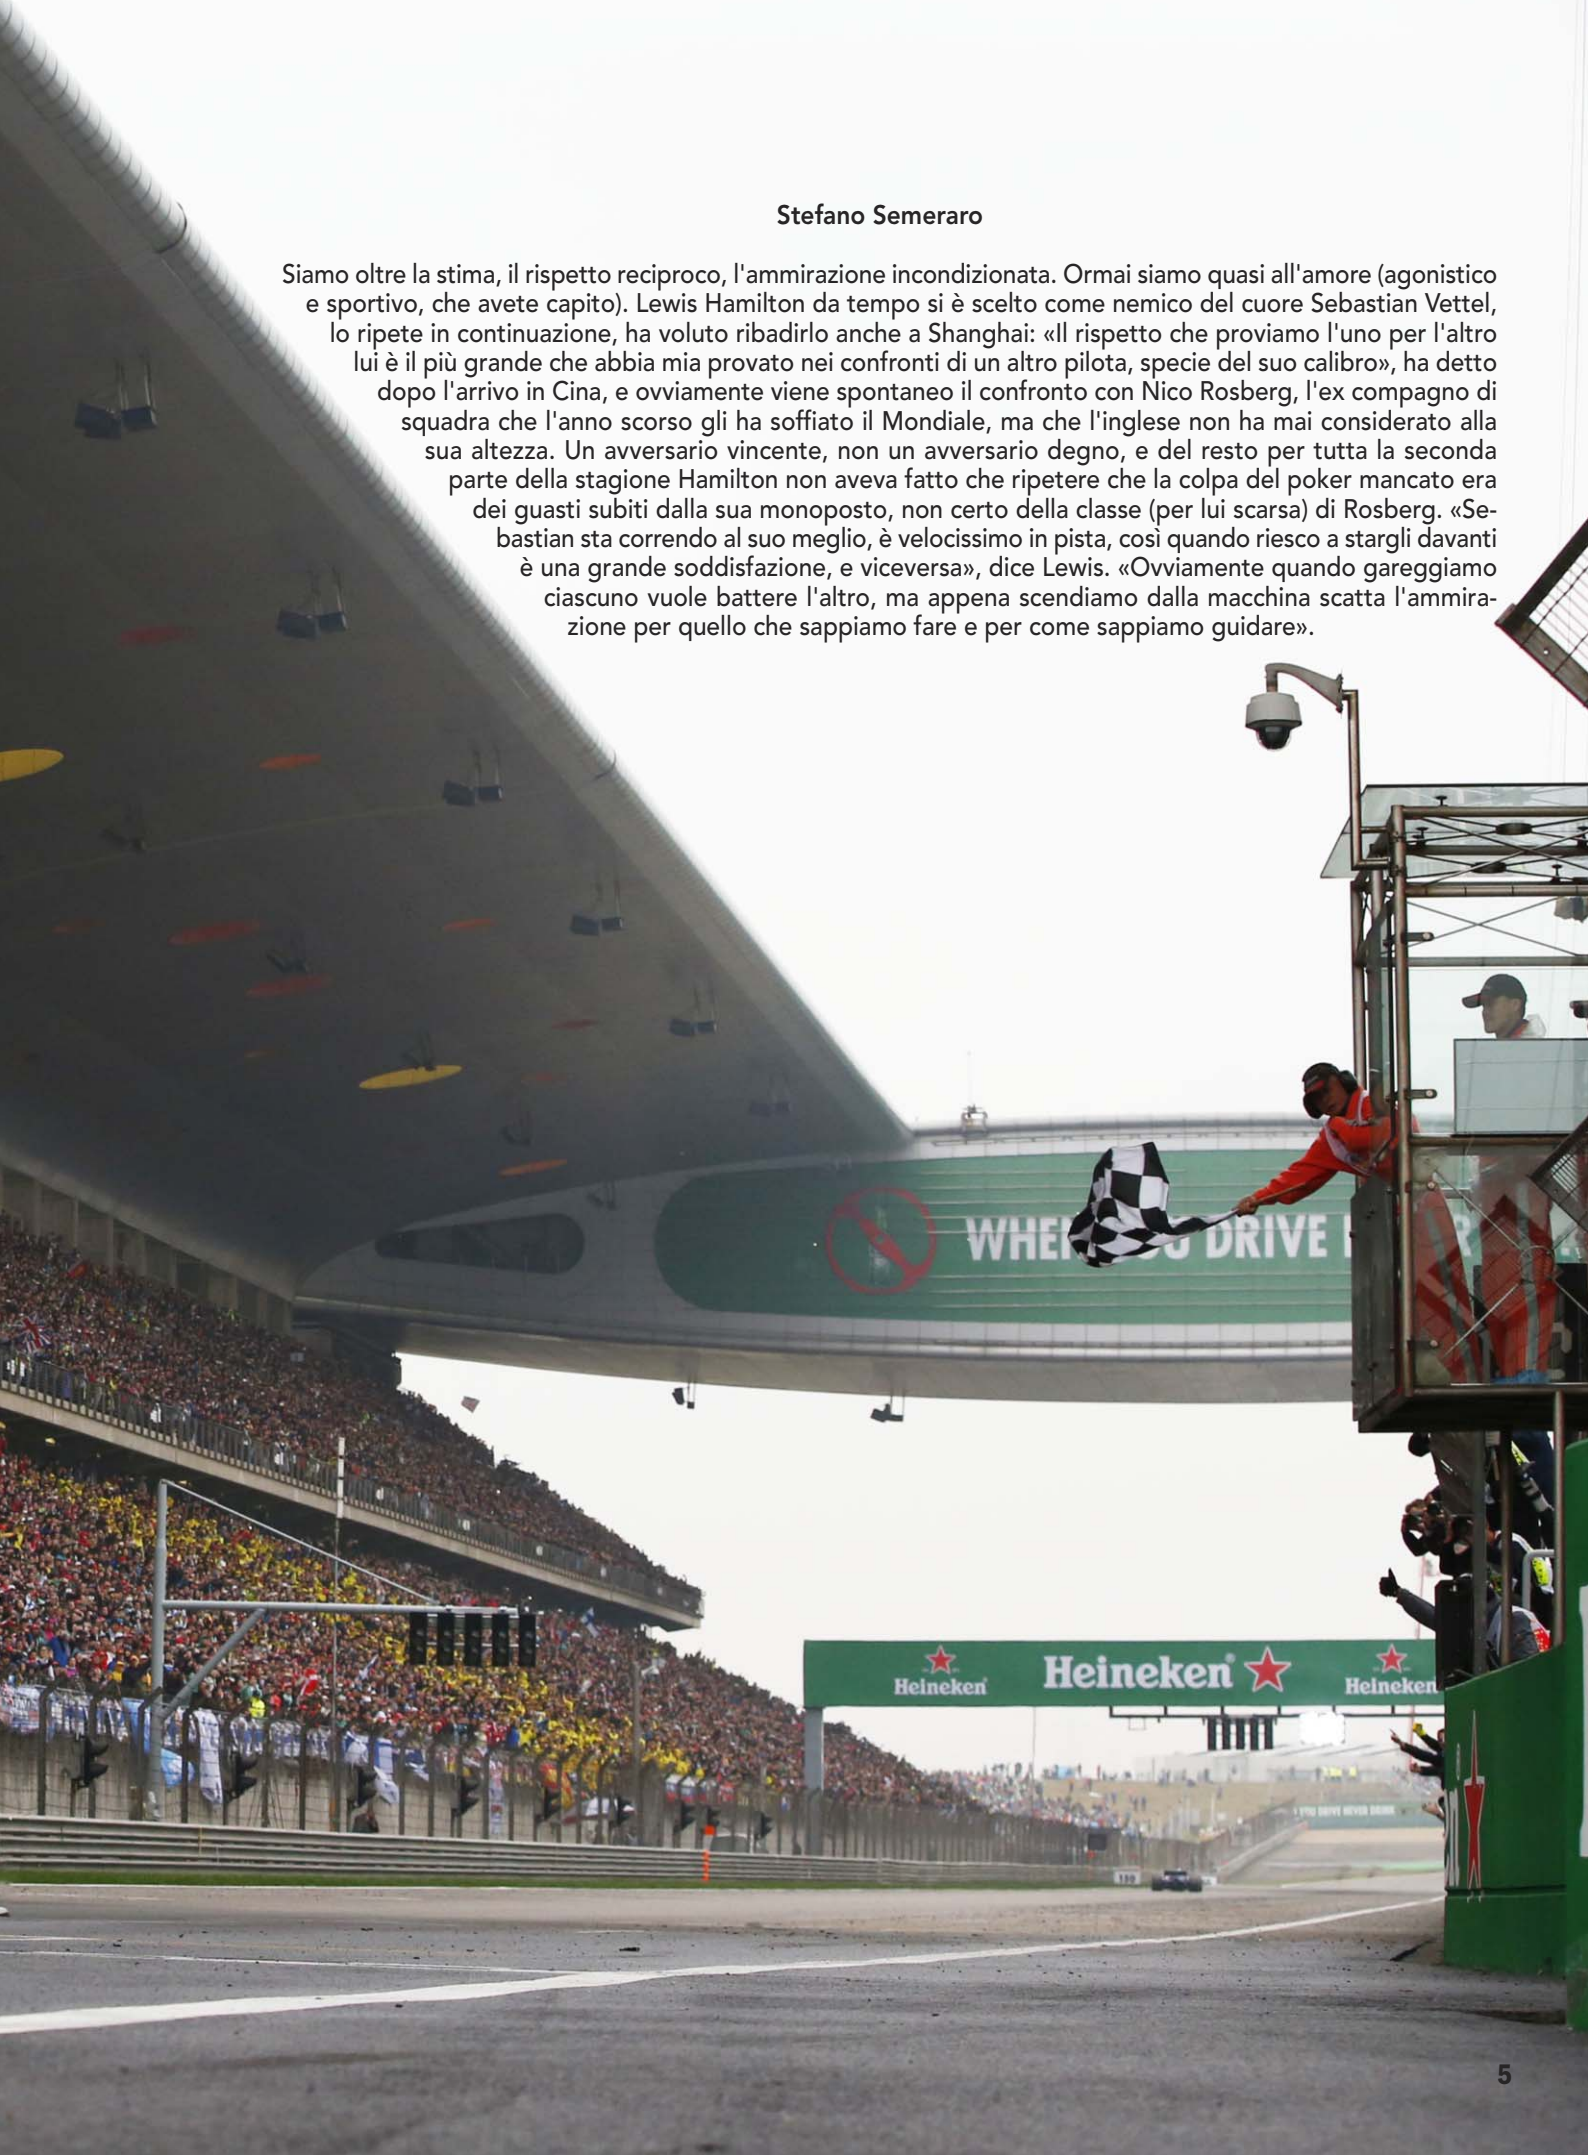 Stefano Semeraro
Siamo oltre la stima, il rispetto reciproco, l'ammirazione incondizionata. Ormai siamo quasi all'amore (agonistico
e sportivo, che avete capito). Lewis Hamilton da tempo si è scelto come nemico del cuore Sebastian Vettel,
lo ripete in continuazione, ha voluto ribadirlo anche a Shanghai: «Il rispetto che proviamo l'uno per l'altro
lui è il più grande che abbia mia provato nei confronti di un altro pilota, specie del suo calibro», ha detto
dopo l'arrivo in Cina, e ovviamente viene spontaneo il confronto con Nico Rosberg, l'ex compagno di
squadra che l'anno scorso gli ha soffiato il Mondiale, ma che l'inglese non ha mai considerato alla
sua altezza. Un avversario vincente, non un avversario degno, e del resto per tutta la seconda
parte della stagione Hamilton non aveva fatto che ripetere che la colpa del poker mancato era
dei guasti subiti dalla sua monoposto, non certo della classe (per lui scarsa) di Rosberg. «Se-
bastian sta correndo al suo meglio, è velocissimo in pista, così quando riesco a stargli davanti
è una grande soddisfazione, e viceversa», dice Lewis. «Ovviamente quando gareggiamo
ciascuno vuole battere l'altro, ma appena scendiamo dalla macchina scatta l'ammira-
zione per quello che sappiamo fare e per come sappiamo guidare».
WHEN YOU DRIVE
Heineken Heineken Heineken
YOU DRIVE NEVER DRINK
5